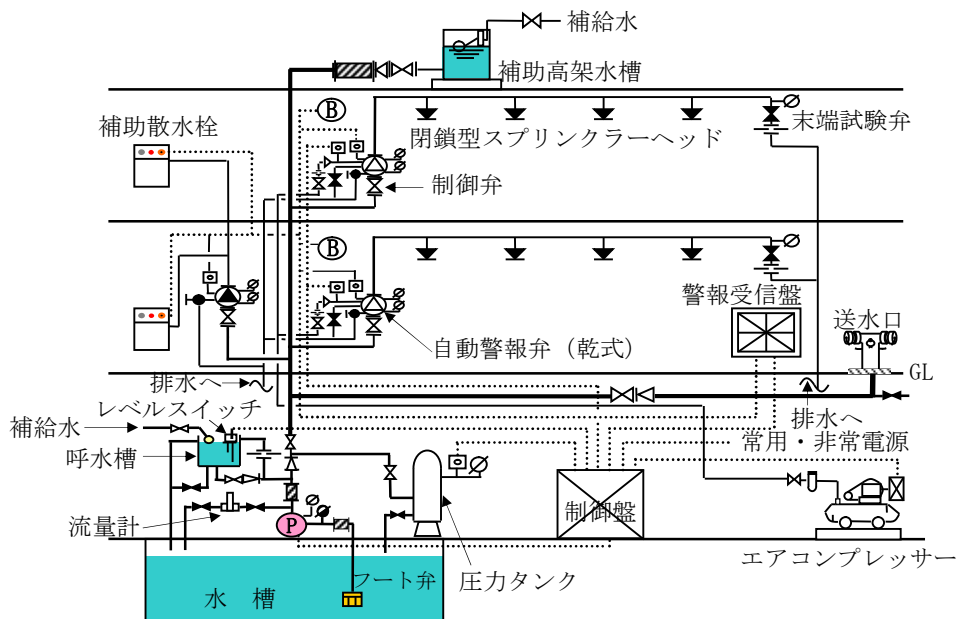 補給水
補助高架水槽
B
補助散水栓
閉鎖型スプリンクラーヘッド
末端試験弁
制御弁
B
警報受信盤
送水口
自動警報弁（乾式）
GL
排水へ
レベルスイッチ
排水へ
補給水
常用・非常電源
呼水槽
流量計
P
制御盤
エアコンプレッサー
フート弁
圧力タンク
水　槽